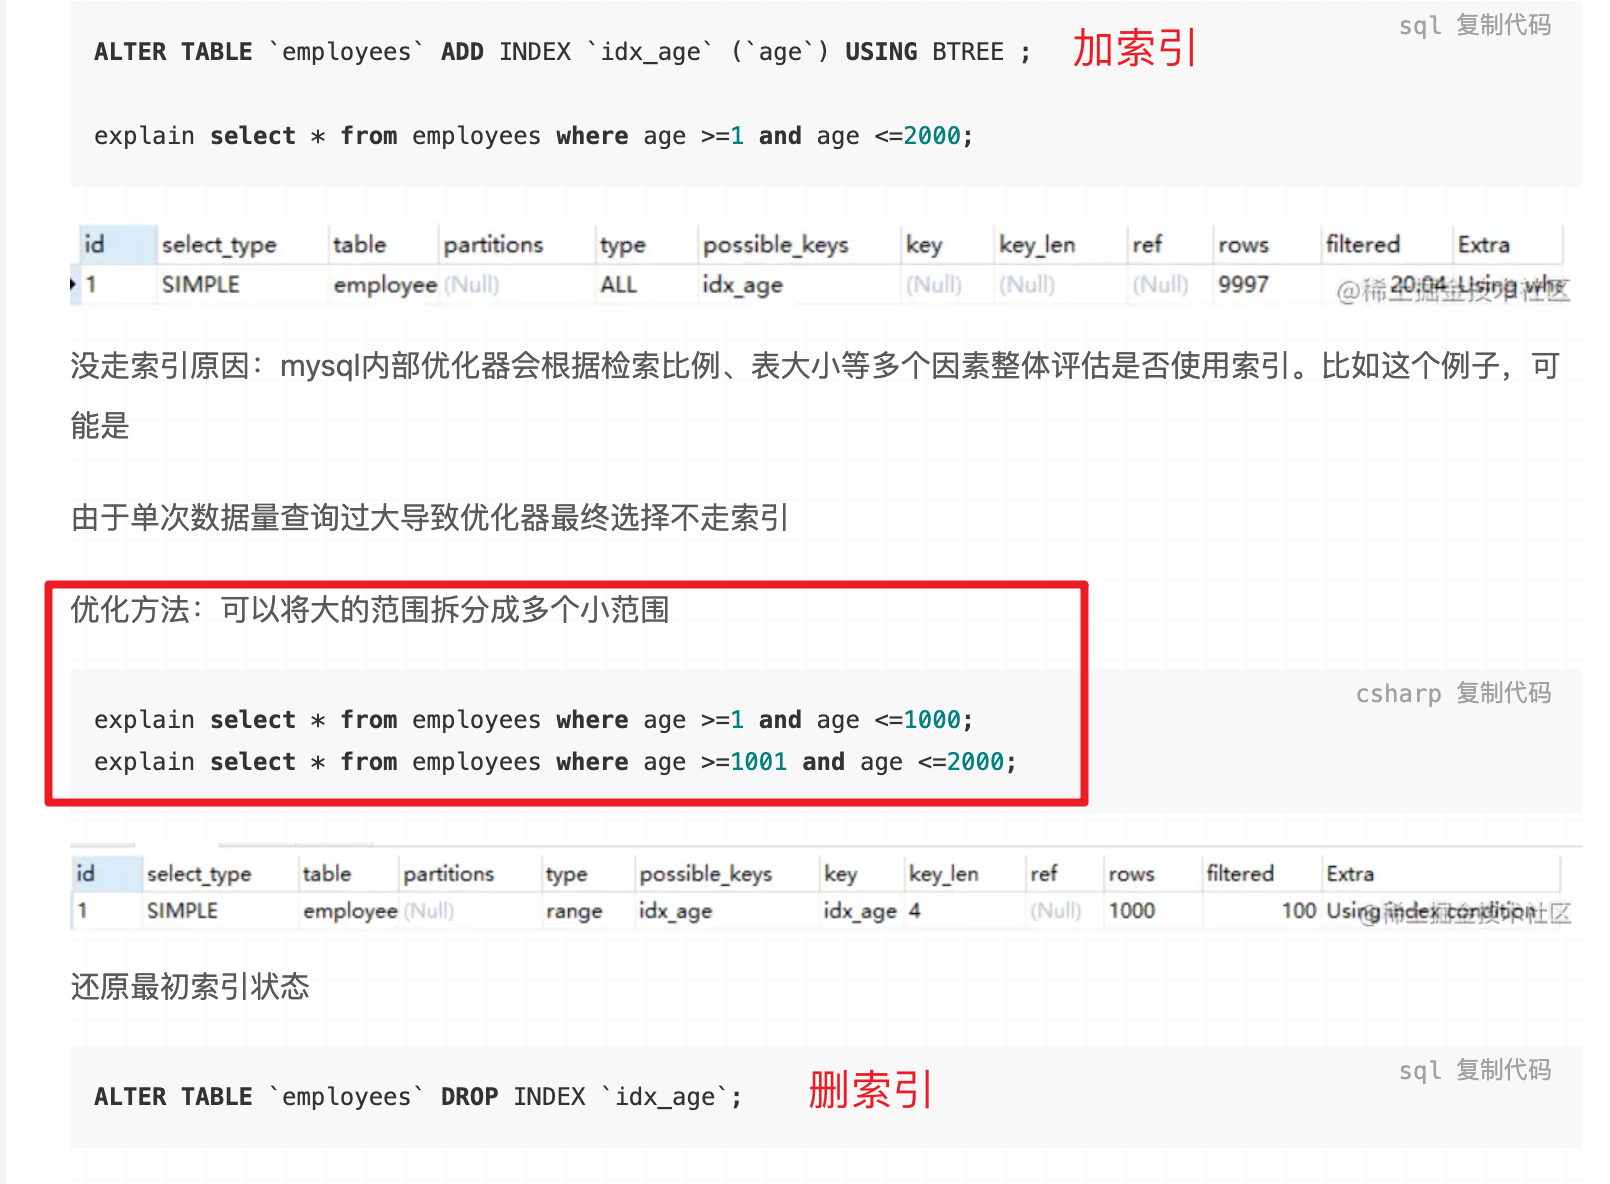 sql 复制代码
ALTER TABLE `employees` ADD INDEX `idx_age` (`age`) USING BTREE ; 加索引
explain select * from employees where age >=1 and age <=2000;
id select_type table partitions type possible_keys key key_len ref rows filtered Extra
1 SIMPLE employee (Null) ALL idx_age (Null) (Null) (Null) 9997 20.04 Using whe
@稀土掘金技术社区
没走索引原因：mysql内部优化器会根据检索比例、表大小等多个因素整体评估是否使用索引。比如这个例子，可
能是
由于单次数据量查询过大导致优化器最终选择不走索引
优化方法：可以将大的范围拆分成多个小范围
csharp 复制代码
explain select * from employees where age >=1 and age <=1000;
explain select * from employees where age >=1001 and age <=2000;
id select_type table partitions type possible_keys key key_len ref rows filtered Extra
1 SIMPLE employee (Null) range idx_age idx_age 4 (Null) 1000 100 Using index condition
@稀土掘金技术社区
还原最初索引状态
sql 复制代码
ALTER TABLE `employees` DROP INDEX `idx_age`; 删索引